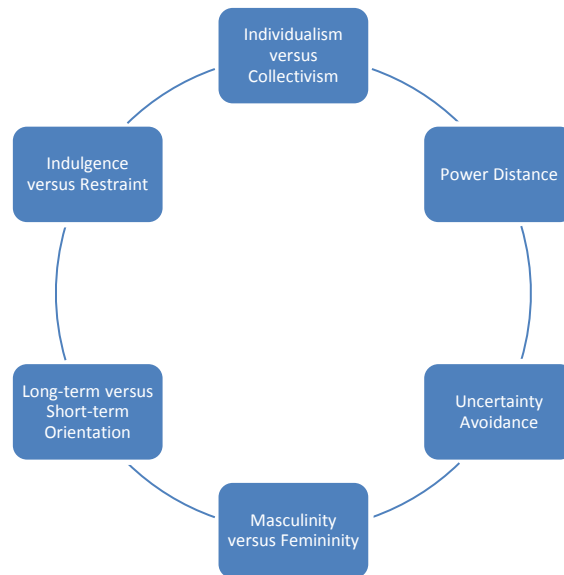 Individualism
versus
Collectivism
Power Distance
Uncertainty
Avoidance
Masculinity
versus Femininity
Long-term versus
Short-term
Orientation
Indulgence
versus Restraint